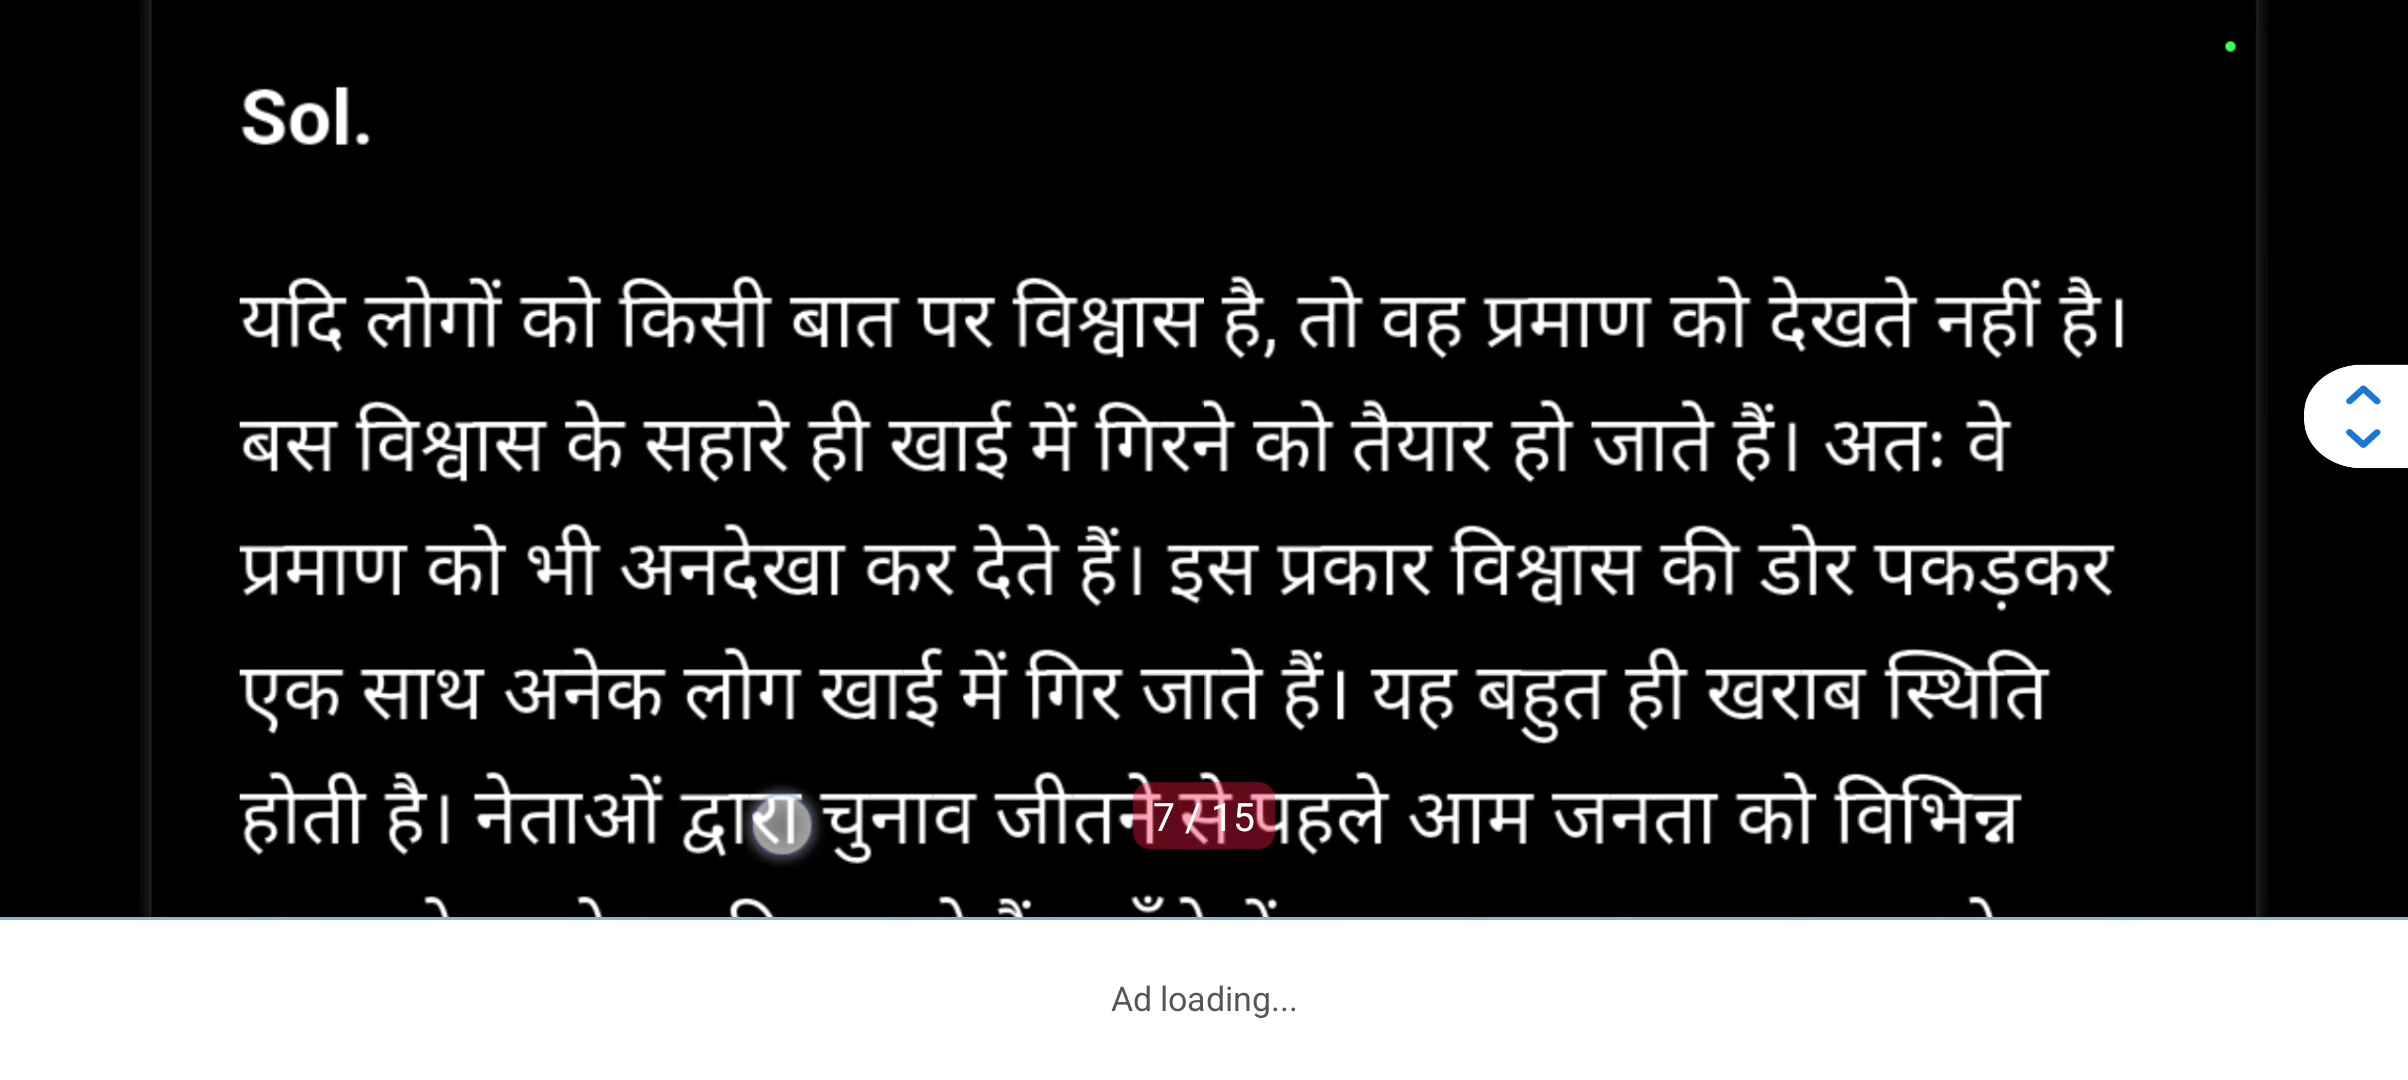 Sol.
यदि लोगों को किसी बात पर विश्वास है, तो वह प्रमाण को देखते नहीं है।
बस विश्वास के सहारे ही खाई में गिरने को तैयार हो जाते हैं। अतः वे
प्रमाण को भी अनदेखा कर देते हैं। इस प्रकार विश्वास की डोर पकड़कर
एक साथ अनेक लोग खाई में गिर जाते हैं। यह बहुत ही खराब स्थिति
होती है। नेताओं द्वारा चुनाव जीतने से पहले आम जनता को विभिन्न
7 / 15
Ad loading...